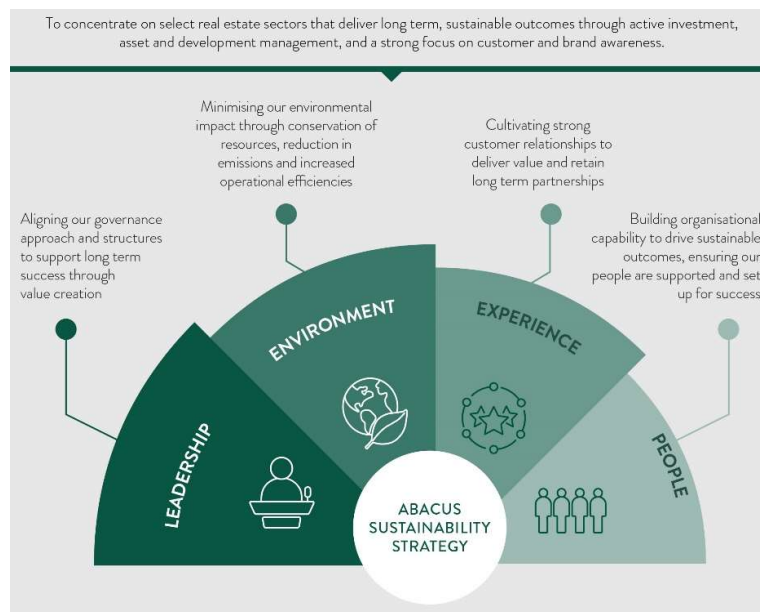 To concentrate on select real estate sectors that deliver long term, sustainable outcomes through active investment,
asset and development management, and a strong focus on customer and brand awareness.
Minimising our environmental
impact through conservation of
resources, reduction in
emissions and increased
operational efficiencies
Cultivating strong
customer relationships to
deliver value and retain
long term partnerships
Aligning our governance
approach and structures
to support long term
success through
value creation
Building organisational
capability to drive sustainable
outcomes, ensuring our
people are supported and set
up for success
LEADERSHIP
ENVIRONMENT
EXPERIENCE
PEOPLE
ABACUS
SUSTAINABILITY
STRATEGY